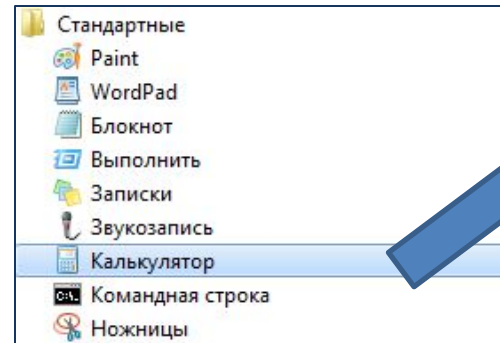 Стандартные
Paint
WordPad
Блокнот
Выполнить
Записки
Звукозапись
Калькулятор
Командная строка
Ножницы